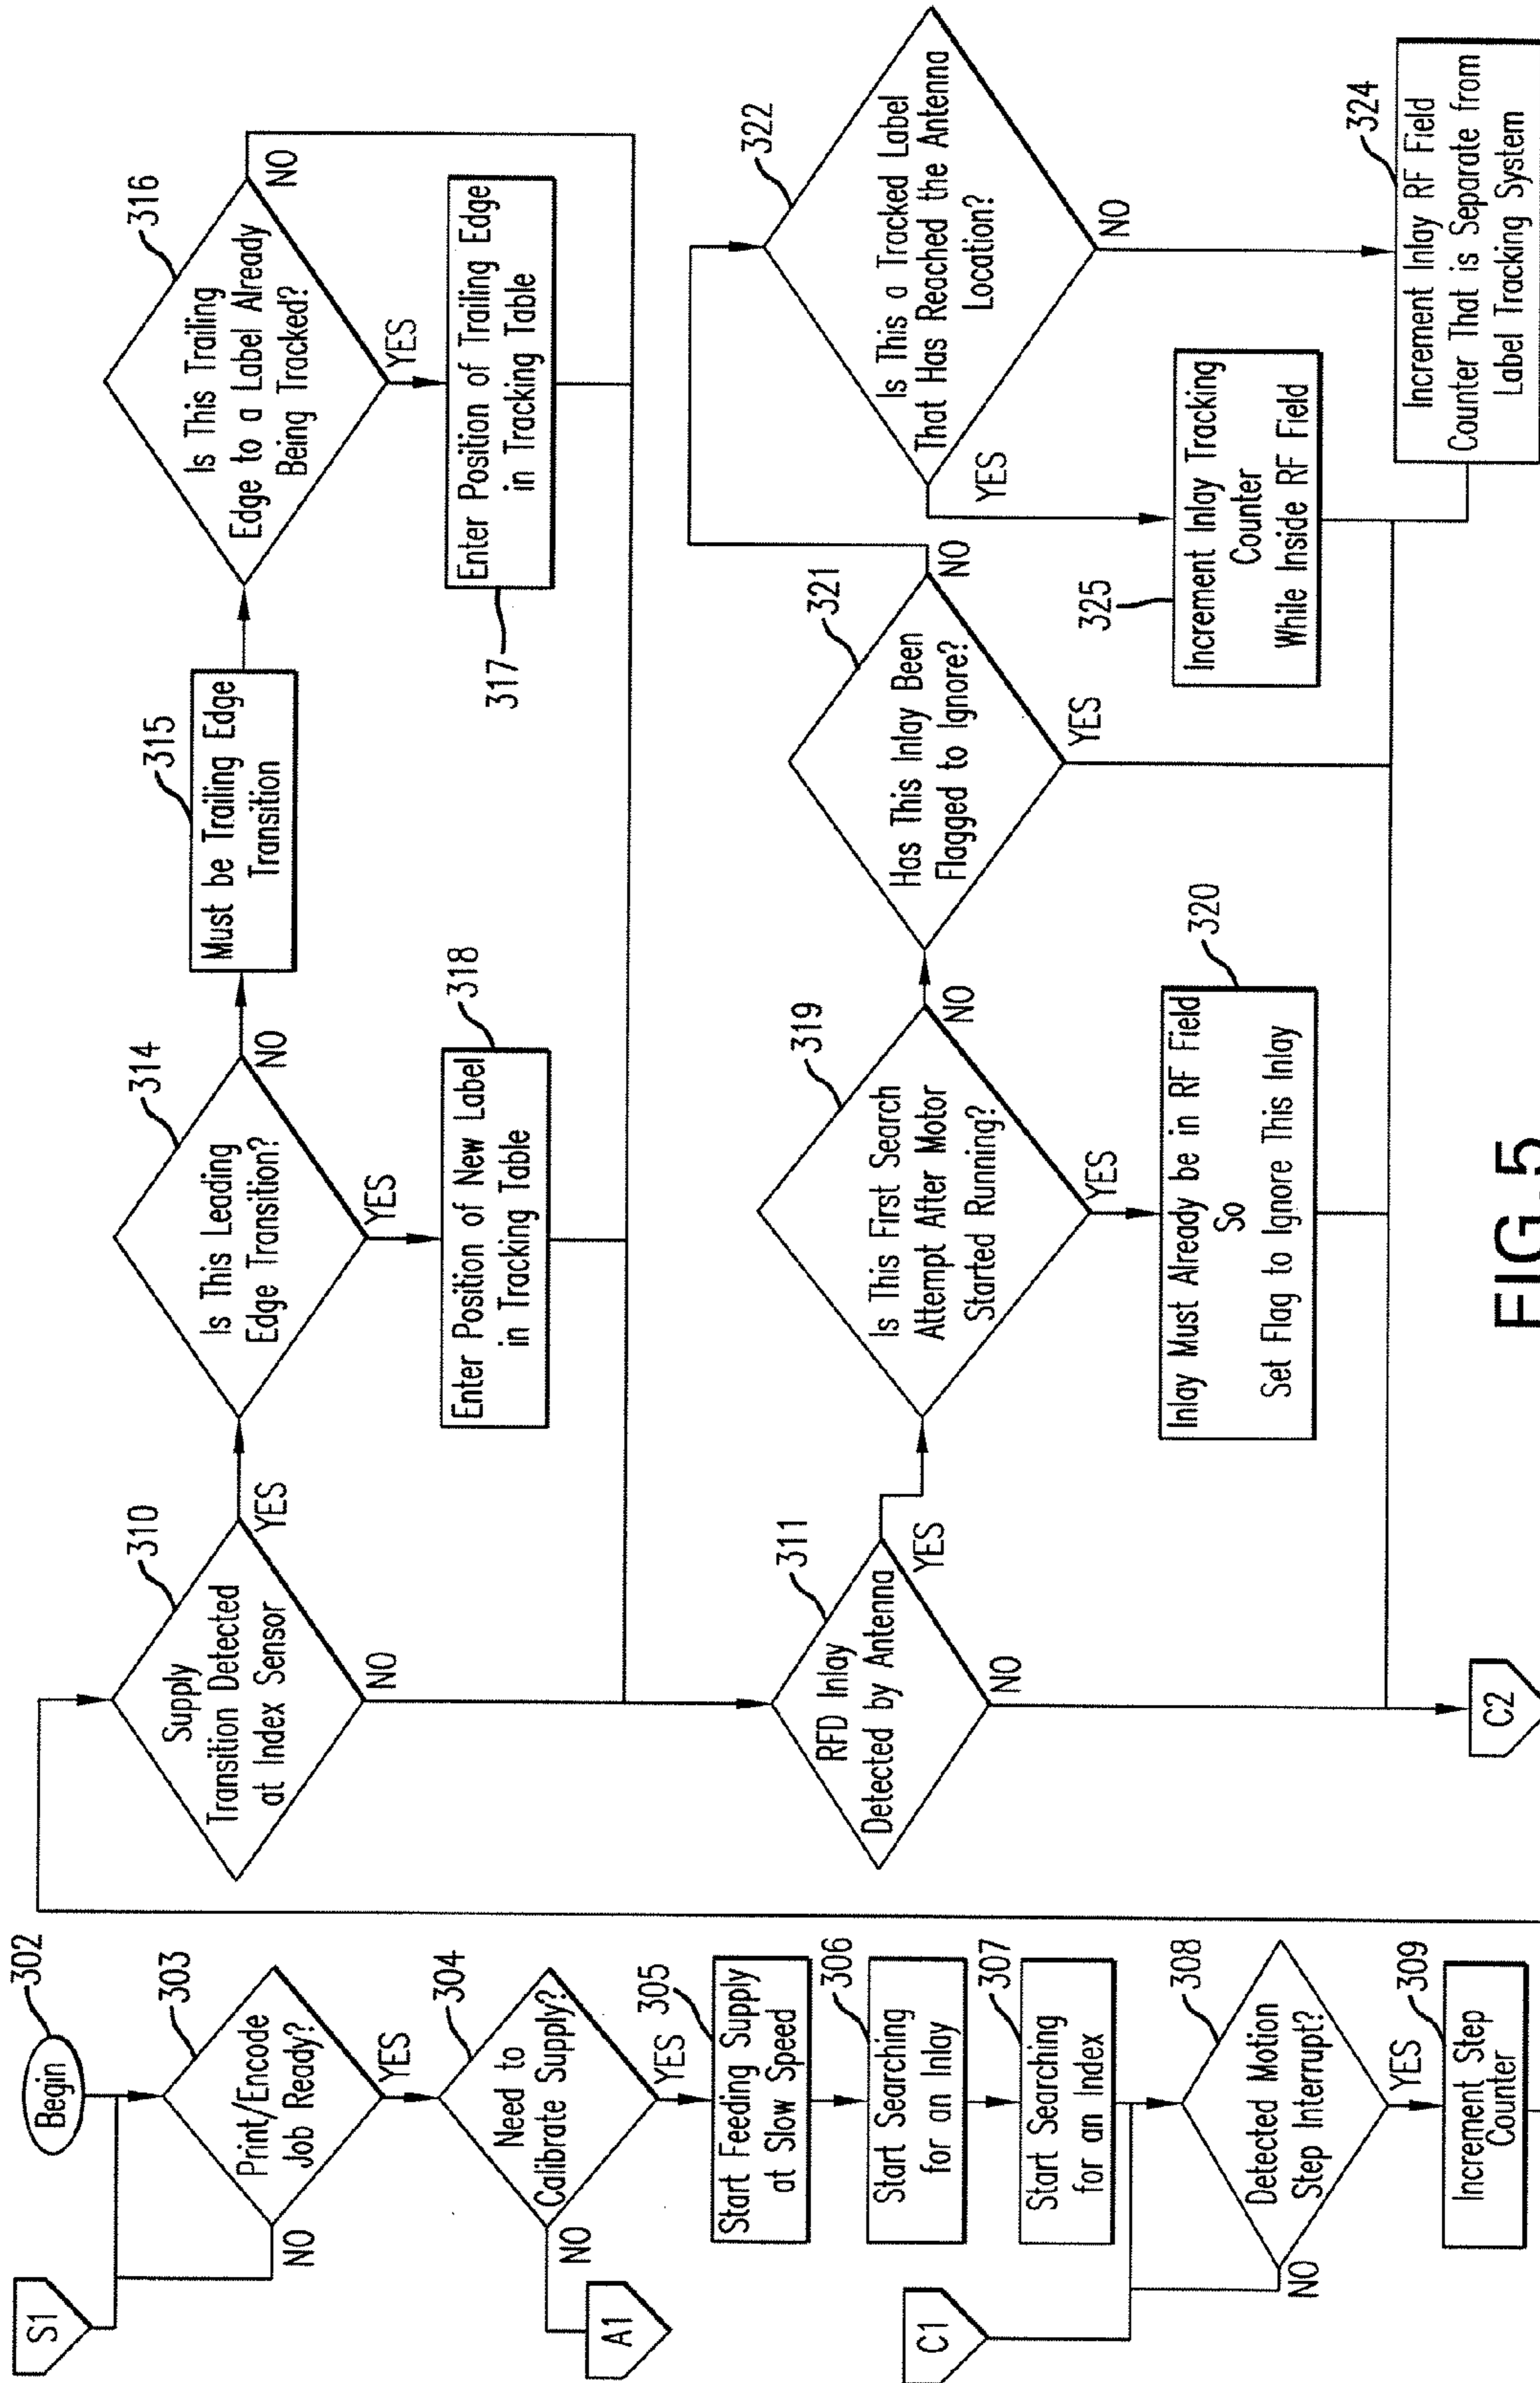 S1
Begin
302
Print/Encode
Job Ready?
303
NO
YES
Need to
Calibrate Supply?
304
NO
YES
A1
Start Feeding Supply
at Slow Speed
305
Start Searching
for an Inlay
306
Start Searching
for an Index
307
C1
Detected Motion
Step Interrupt?
308
NO
YES
Increment Step
Counter
309
Supply
Transition Detected
at Index Sensor
310
YES
NO
Is This Leading
Edge Transition?
314
NO
YES
Must be Trailing Edge
Transition
315
Is This Trailing
Edge to a Label Already
Being Tracked?
316
NO
YES
Enter Position of New Label
in Tracking Table
318
Enter Position of Trailing Edge
in Tracking Table
317
RFD Inlay
Detected by Antenna
311
YES
NO
Is This First Search
Attempt After Motor
Started Running?
319
NO
YES
Has This Inlay Been
Flagged to Ignore?
321
NO
YES
Is This a Tracked Label
That Has Reached the Antenna
Location?
322
YES
NO
Inlay Must Already be in RF Field
So
Set Flag to Ignore This Inlay
320
Increment Inlay Tracking
Counter
While Inside RF Field
325
Increment Inlay RF Field
Counter That is Separate from
Label Tracking System
324
C2
FIG.5